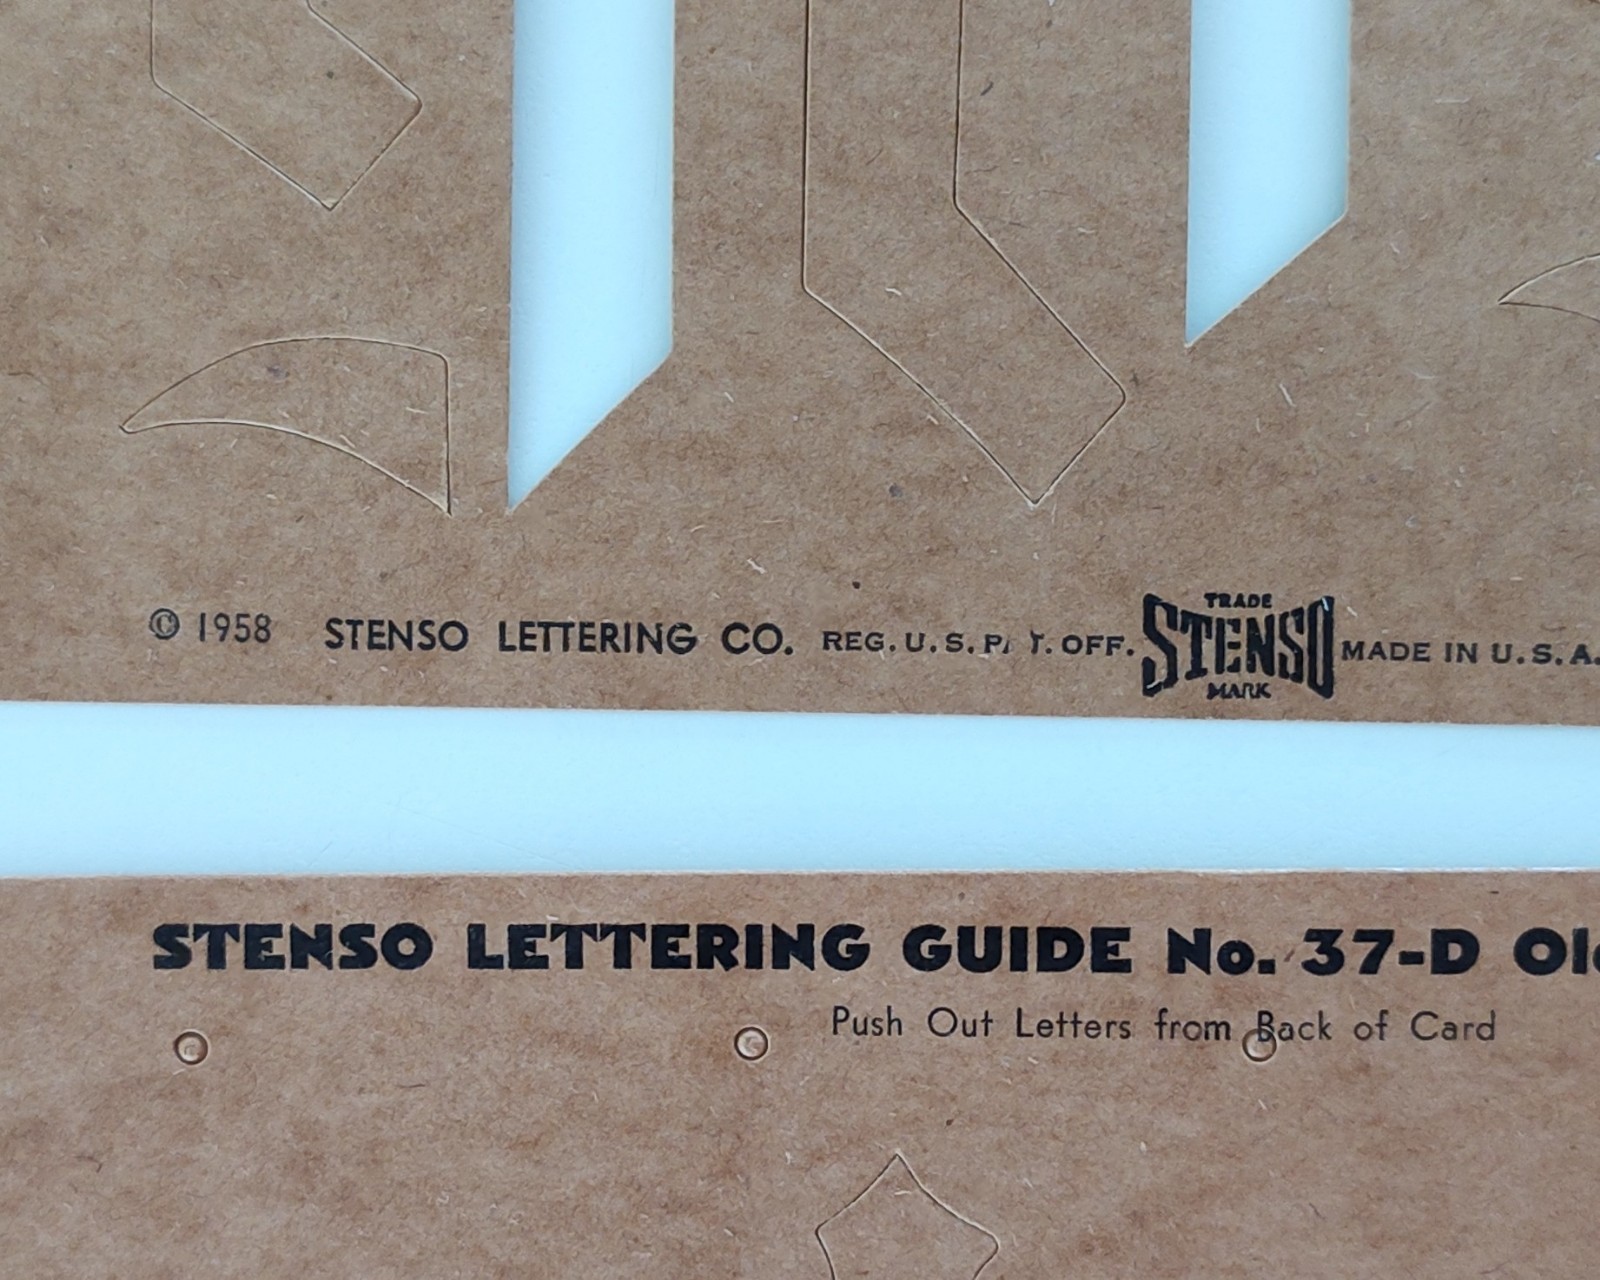 © 1958 STENSO LETTERING CO. REG. U.S. PAT. OFF. TRADE STENSO MARK MADE IN U.S.A.
STENSO LETTERING GUIDE No. 37-D Ol
Push Out Letters from Back of Card